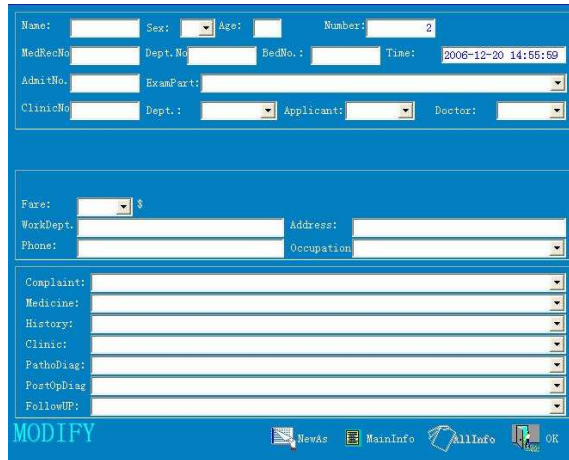 Name: Sex: Age: Number: 2
MedRecNo Dept.No BedNo.: Time: 2006-12-20 14:55:59
AdmitNo. ExamPart:
ClinicNo Dept.: Applicant: Doctor:
Fare: $
WorkDept. Address:
Phone: Occupation
Complaint:
Medicine:
History:
Clinic:
PathoDiag:
PostOpDiag
FollowUP:
MODIFY NewAs MainInfo AllInfo OK